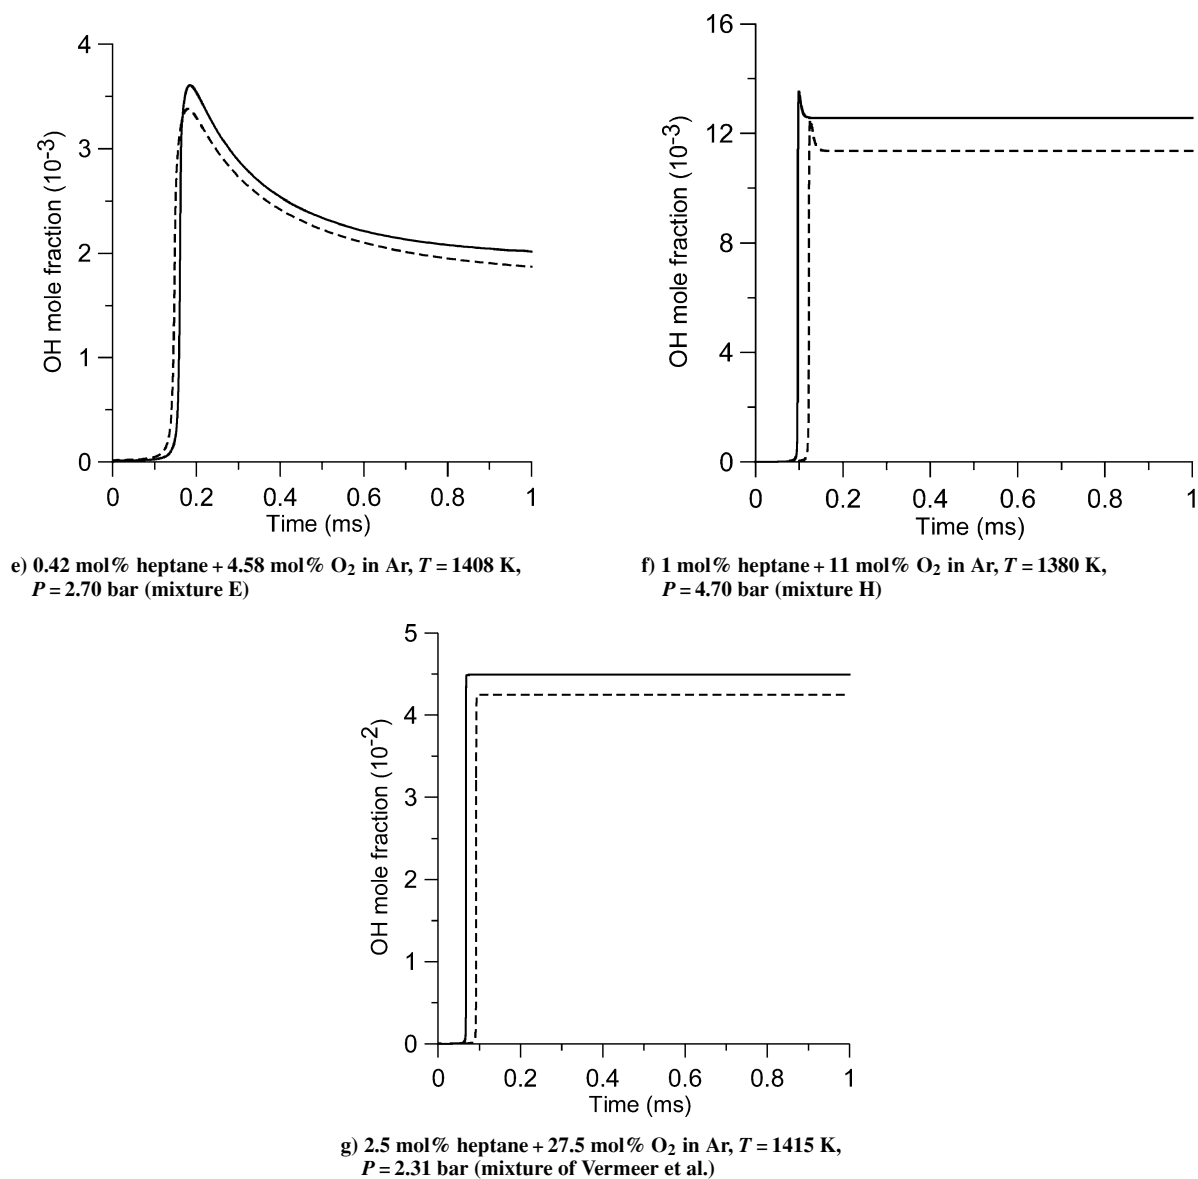 4
3
2
1
0
OH mole fraction (10-3)
0 0.2 0.4 0.6 0.8 1
Time (ms)
e) 0.42 mol% heptane + 4.58 mol% O2 in Ar, T = 1408 K,
P = 2.70 bar (mixture E)
16
12
8
4
0
OH mole fraction (10-3)
0 0.2 0.4 0.6 0.8 1
Time (ms)
f) 1 mol% heptane + 11 mol% O2 in Ar, T = 1380 K,
P = 4.70 bar (mixture H)
5
4
3
2
1
0
OH mole fraction (10-2)
0 0.2 0.4 0.6 0.8 1
Time (ms)
g) 2.5 mol% heptane + 27.5 mol% O2 in Ar, T = 1415 K,
P = 2.31 bar (mixture of Vermeer et al.)